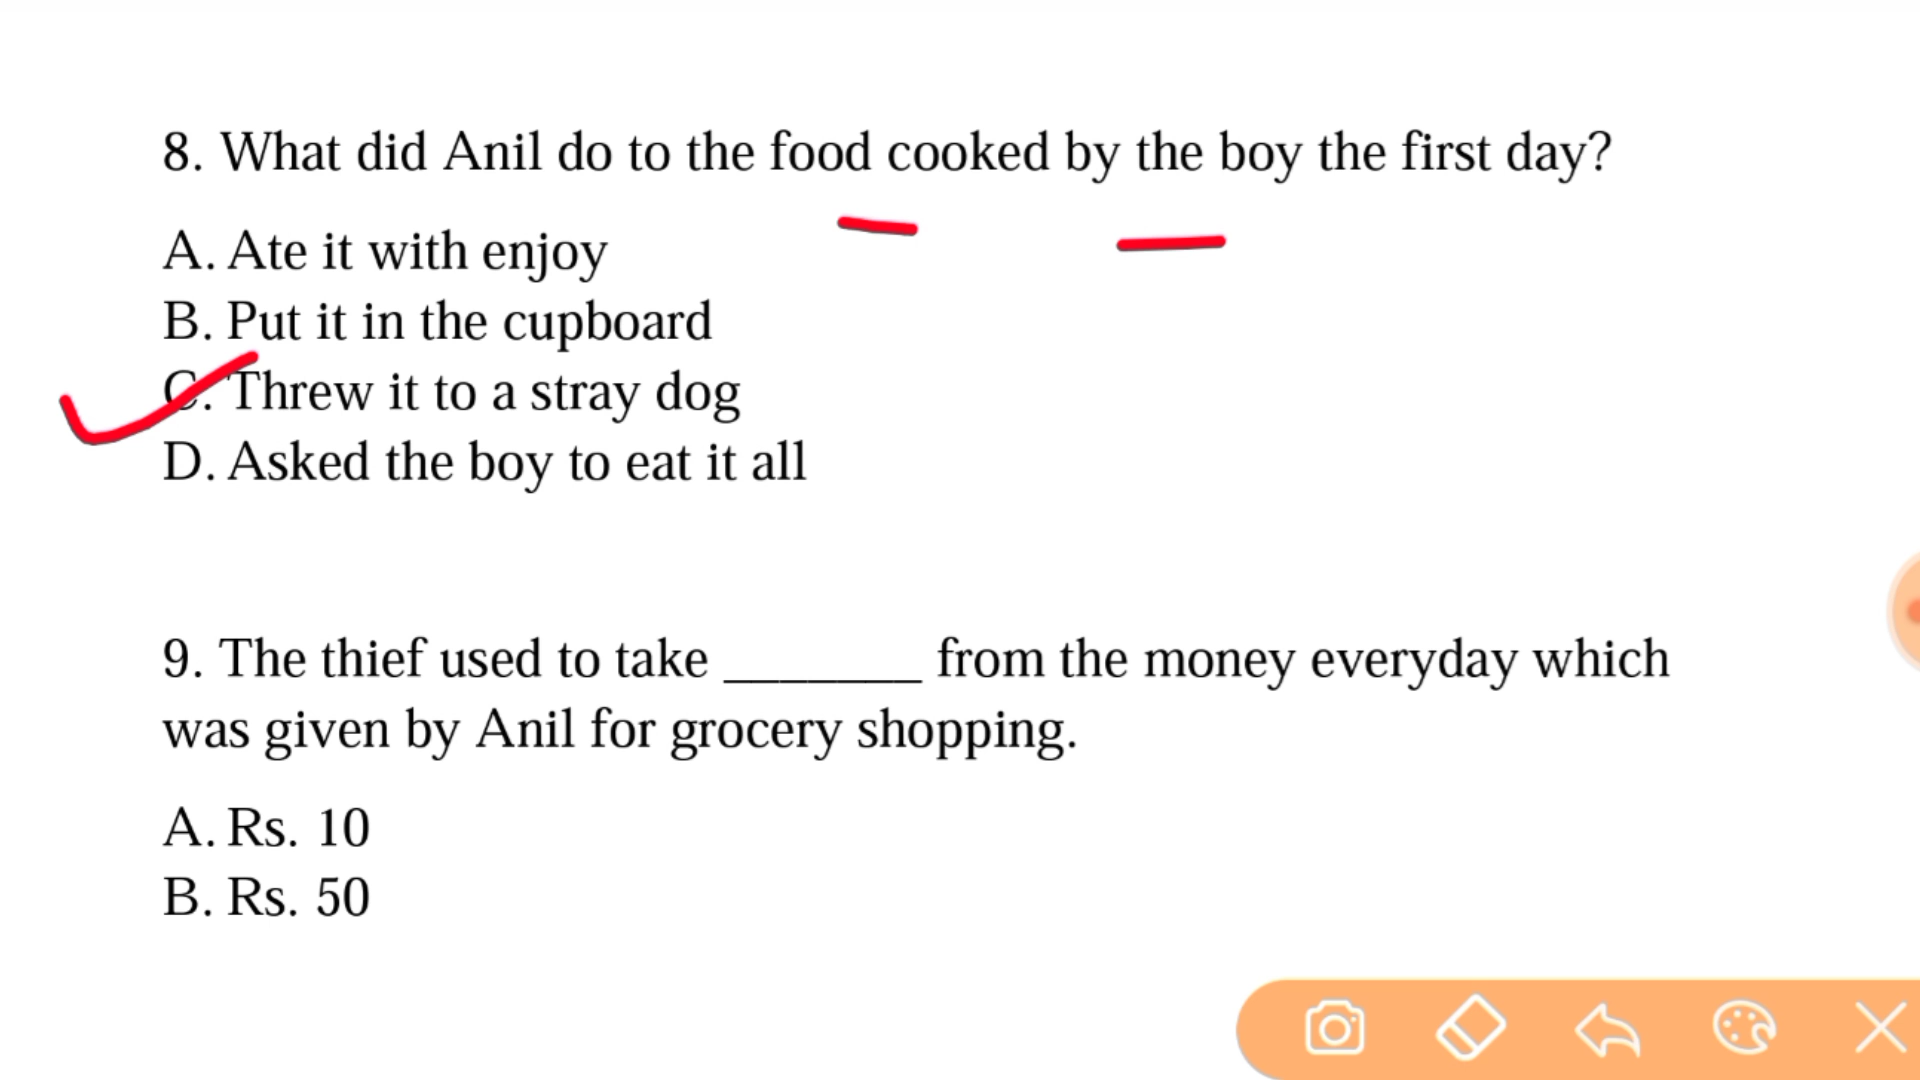 8. What did Anil do to the food cooked by the boy the first day?
A. Ate it with enjoy
B. Put it in the cupboard
C. Threw it to a stray dog
D. Asked the boy to eat it all
9. The thief used to take _______ from the money everyday which
was given by Anil for grocery shopping.
A. Rs. 10
B. Rs. 50